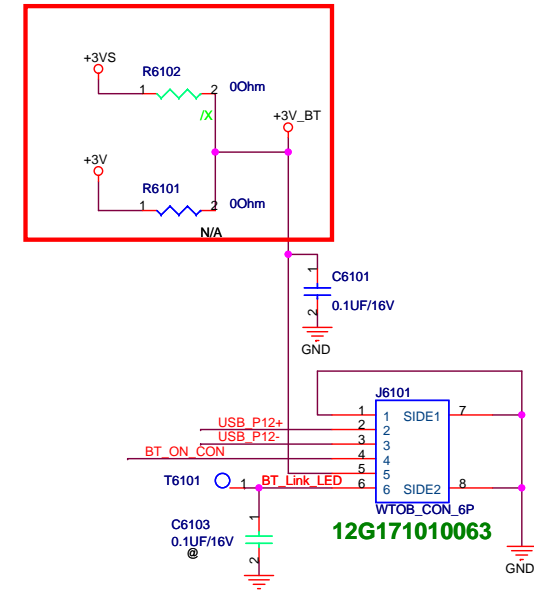 +3VS
R6102
1 2 0Ohm
/X
+3V_BT
+3V
R6101
1 2 0Ohm
N/A
1
C6101
0.1UF/16V
2
GND
J6101
1 1 SIDE1 7
USB_P12+ 2 2
USB_P12- 3 3
BT_ON_CON 4 4
5 5
T6101 1 BT_Link_LED 6 6 SIDE2 8
WTOB_CON_6P
12G171010063
1
C6103
0.1UF/16V
@
2
GND